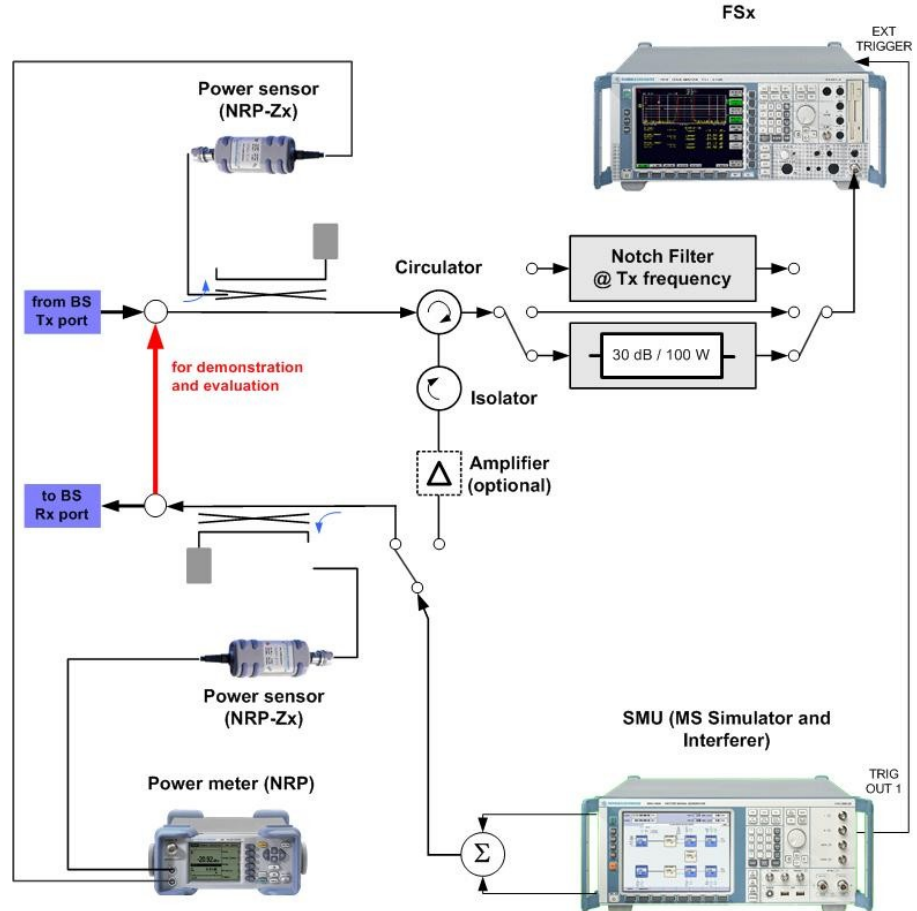 FSx
EXT
TRIGGER
Power sensor
(NRP-Zx)
Circulator
Notch Filter
@ Tx frequency
from BS
Tx port
30 dB / 100 W
for demonstration
and evaluation
Isolator
Amplifier
(optional)
to BS
Rx port
Power sensor
(NRP-Zx)
SMU (MS Simulator and
Interferer)
Power meter (NRP)
TRIG
OUT 1
Σ